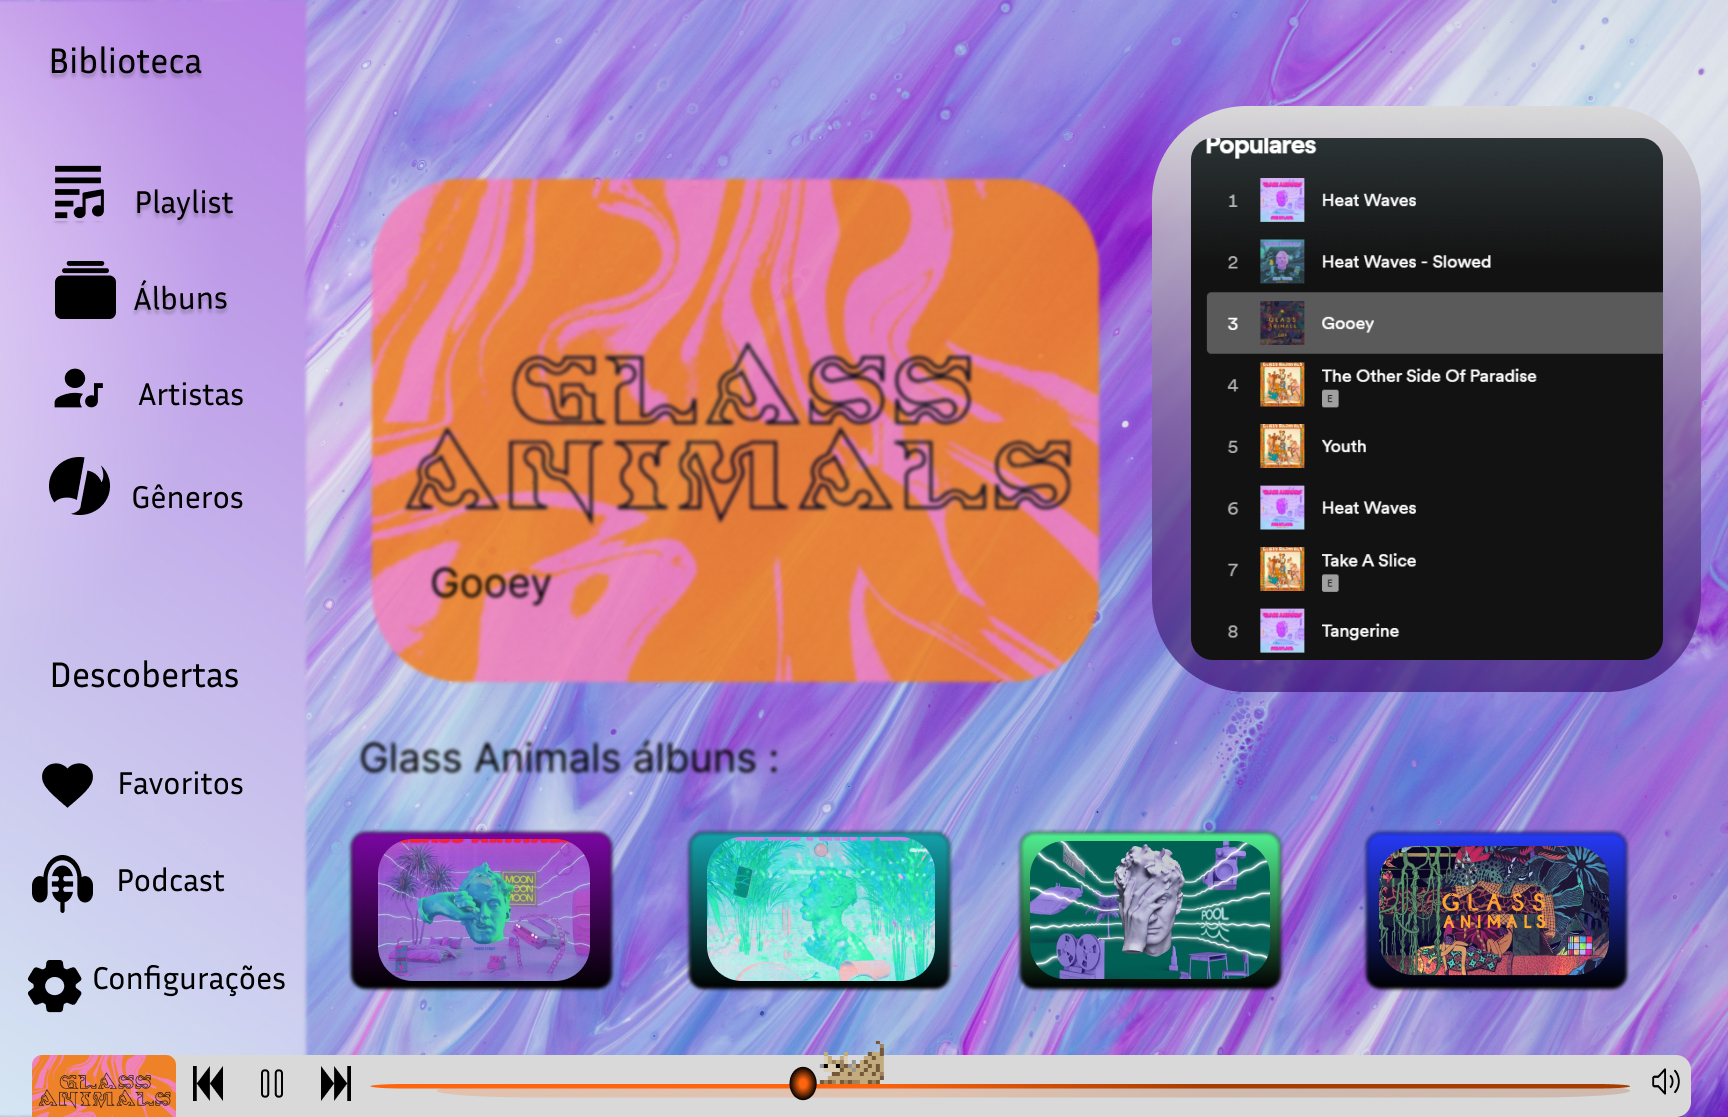 Biblioteca
Playlist
Álbuns
Artistas
Gêneros
Descobertas
Favoritos
Podcast
Configurações
GLASS
ANIMALS
Gooey
Populares
1 Heat Waves
2 Heat Waves - Slowed
3 Gooey
4 The Other Side Of Paradise
E
5 Youth
6 Heat Waves
7 Take A Slice
E
8 Tangerine
Glass Animals álbuns :
MOON
MOON
MOON
POOL
GLASS
ANIMALS
GLASS
ANIMALS